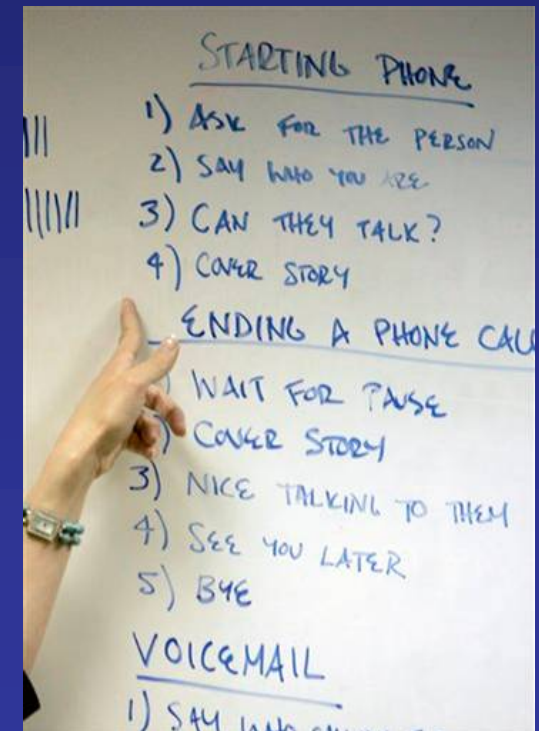 STARTING PHONE
1) ASK FOR THE PERSON
2) SAY WHO YOU ARE
3) CAN THEY TALK?
4) COVER STORY
ENDING A PHONE CALL
) WAIT FOR PAUSE
) COVER STORY
3) NICE TALKING TO THEM
4) SEE YOU LATER
5) BYE
VOICEMAIL
1) SAY WHO